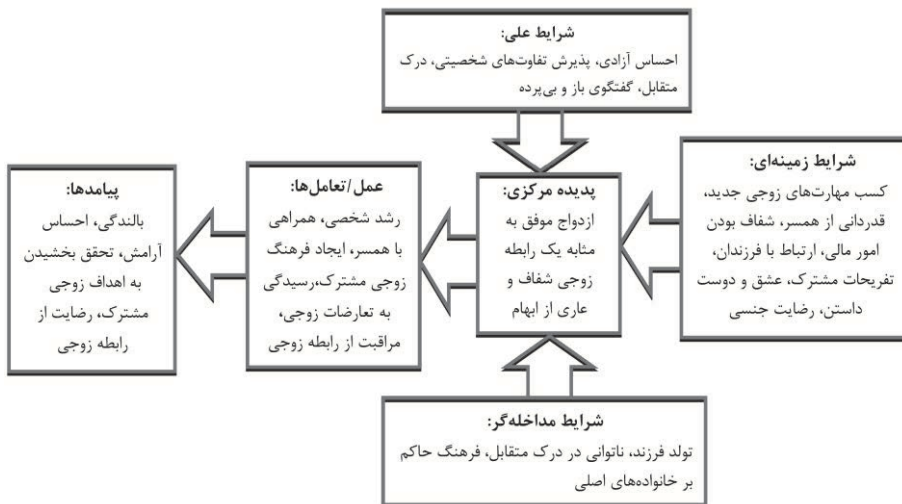 شرایط علی:
احساس آزادی، پذیرش تفاوت‌های شخصیتی، درک
متقابل، گفتگوی باز و بی‌پرده
شرایط زمینه‌ای:
کسب مهارت‌های زوجی جدید،
قدردانی از همسر، شفاف بودن
امور مالی، ارتباط با فرزندان،
تفریحات مشترک، عشق و دوست
داستن، رضایت جنسی
پدیده مرکزی:
ازدواج موفق به
مثابه یک رابطه
زوجی شفاف و
عاری از ابهام
عمل/تعامل‌ها:
رشد شخصی، همراهی
با همسر، ایجاد فرهنگ
زوجی مشترک،رسیدگی
به تعارضات زوجی،
مراقبت از رابطه زوجی
پیامدها:
بالندگی، احساس
آرامش، تحقق بخشیدن
به اهداف زوجی
مشترک، رضایت از
رابطه زوجی
شرایط مداخله‌گر:
تولد فرزند، ناتوانی در درک متقابل، فرهنگ حاکم
بر خانواده‌های اصلی